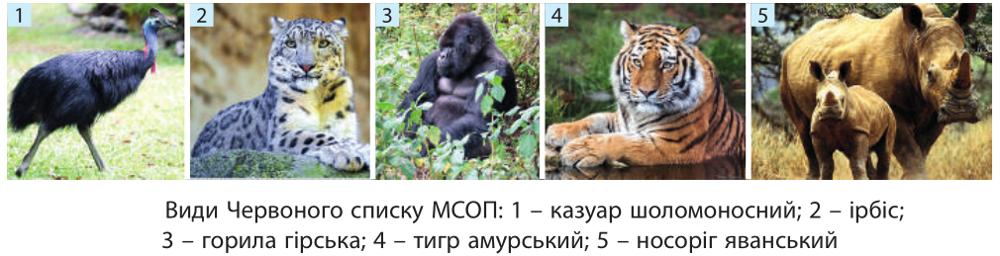 1 2 3 4 5
Види Червоного списку МСОП: 1 – казуар шоломоносний; 2 – ірбіс;
3 – горила гірська; 4 – тигр амурський; 5 – носоріг яванський